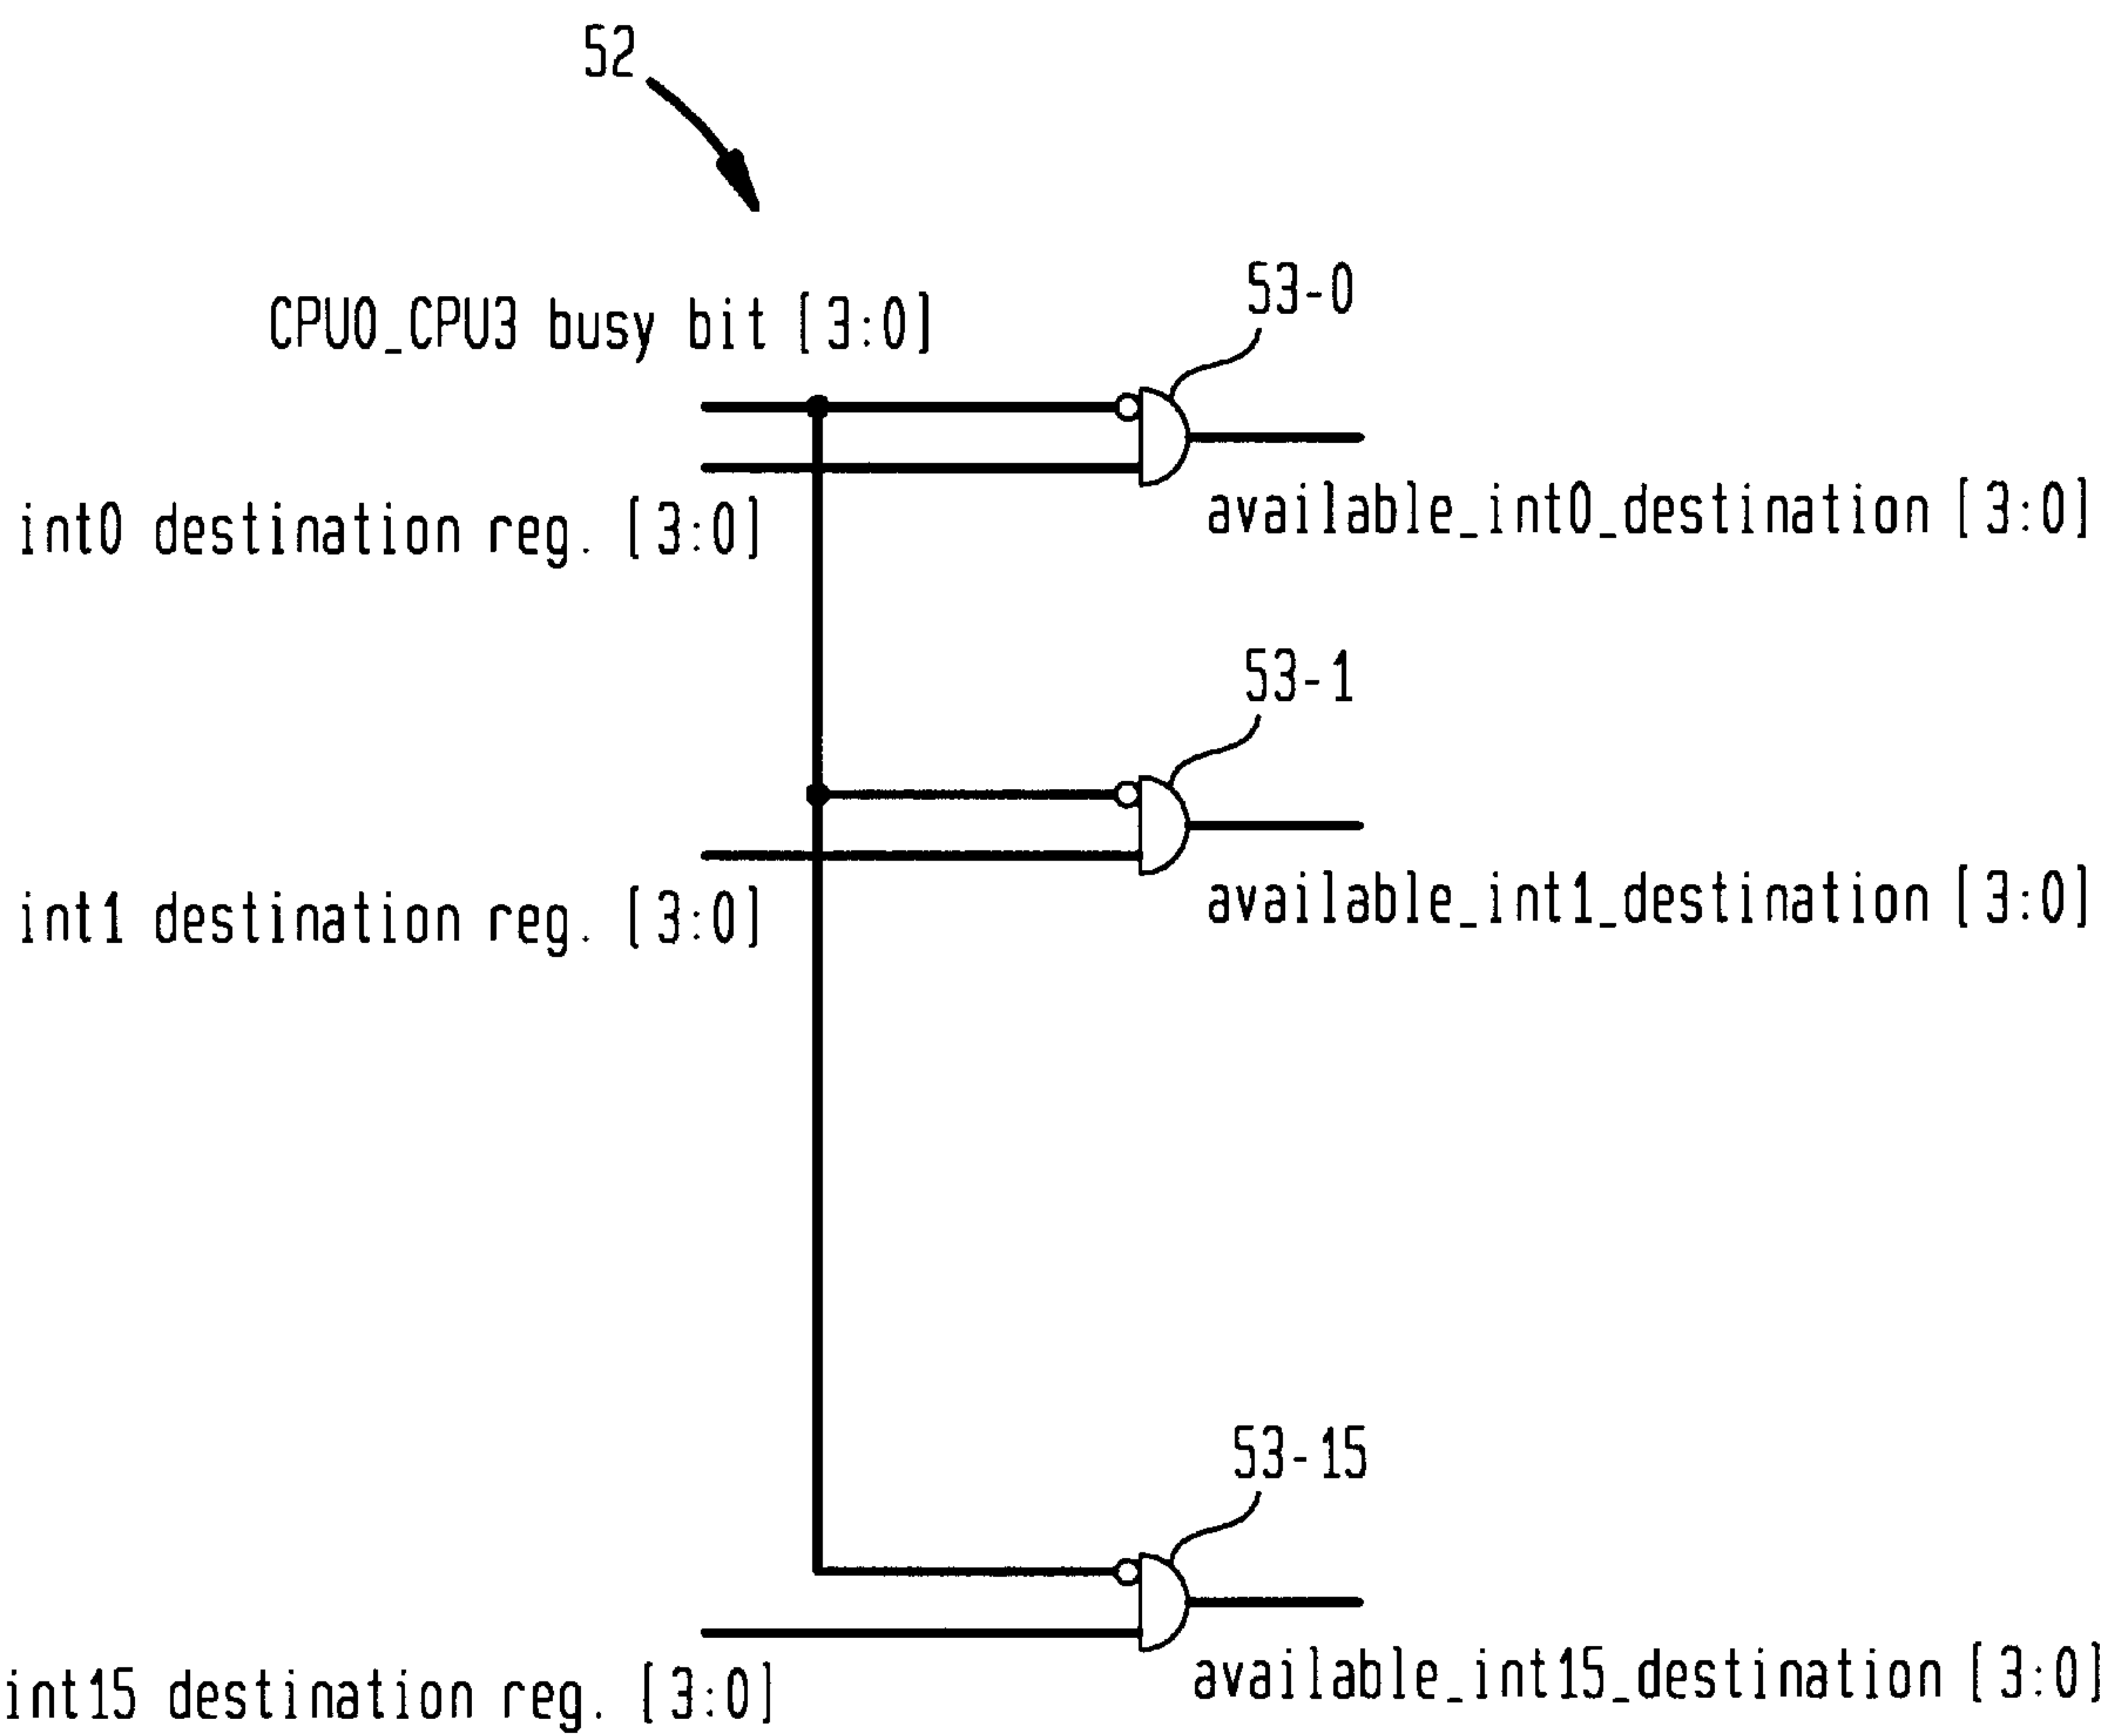 52
53-0
CPU0_CPU3 busy bit [3:0]
int0 destination reg. [3:0]
available_int0_destination [3:0]
53-1
int1 destination reg. [3:0]
available_int1_destination [3:0]
53-15
int15 destination reg. [3:0]
available_int15_destination [3:0]